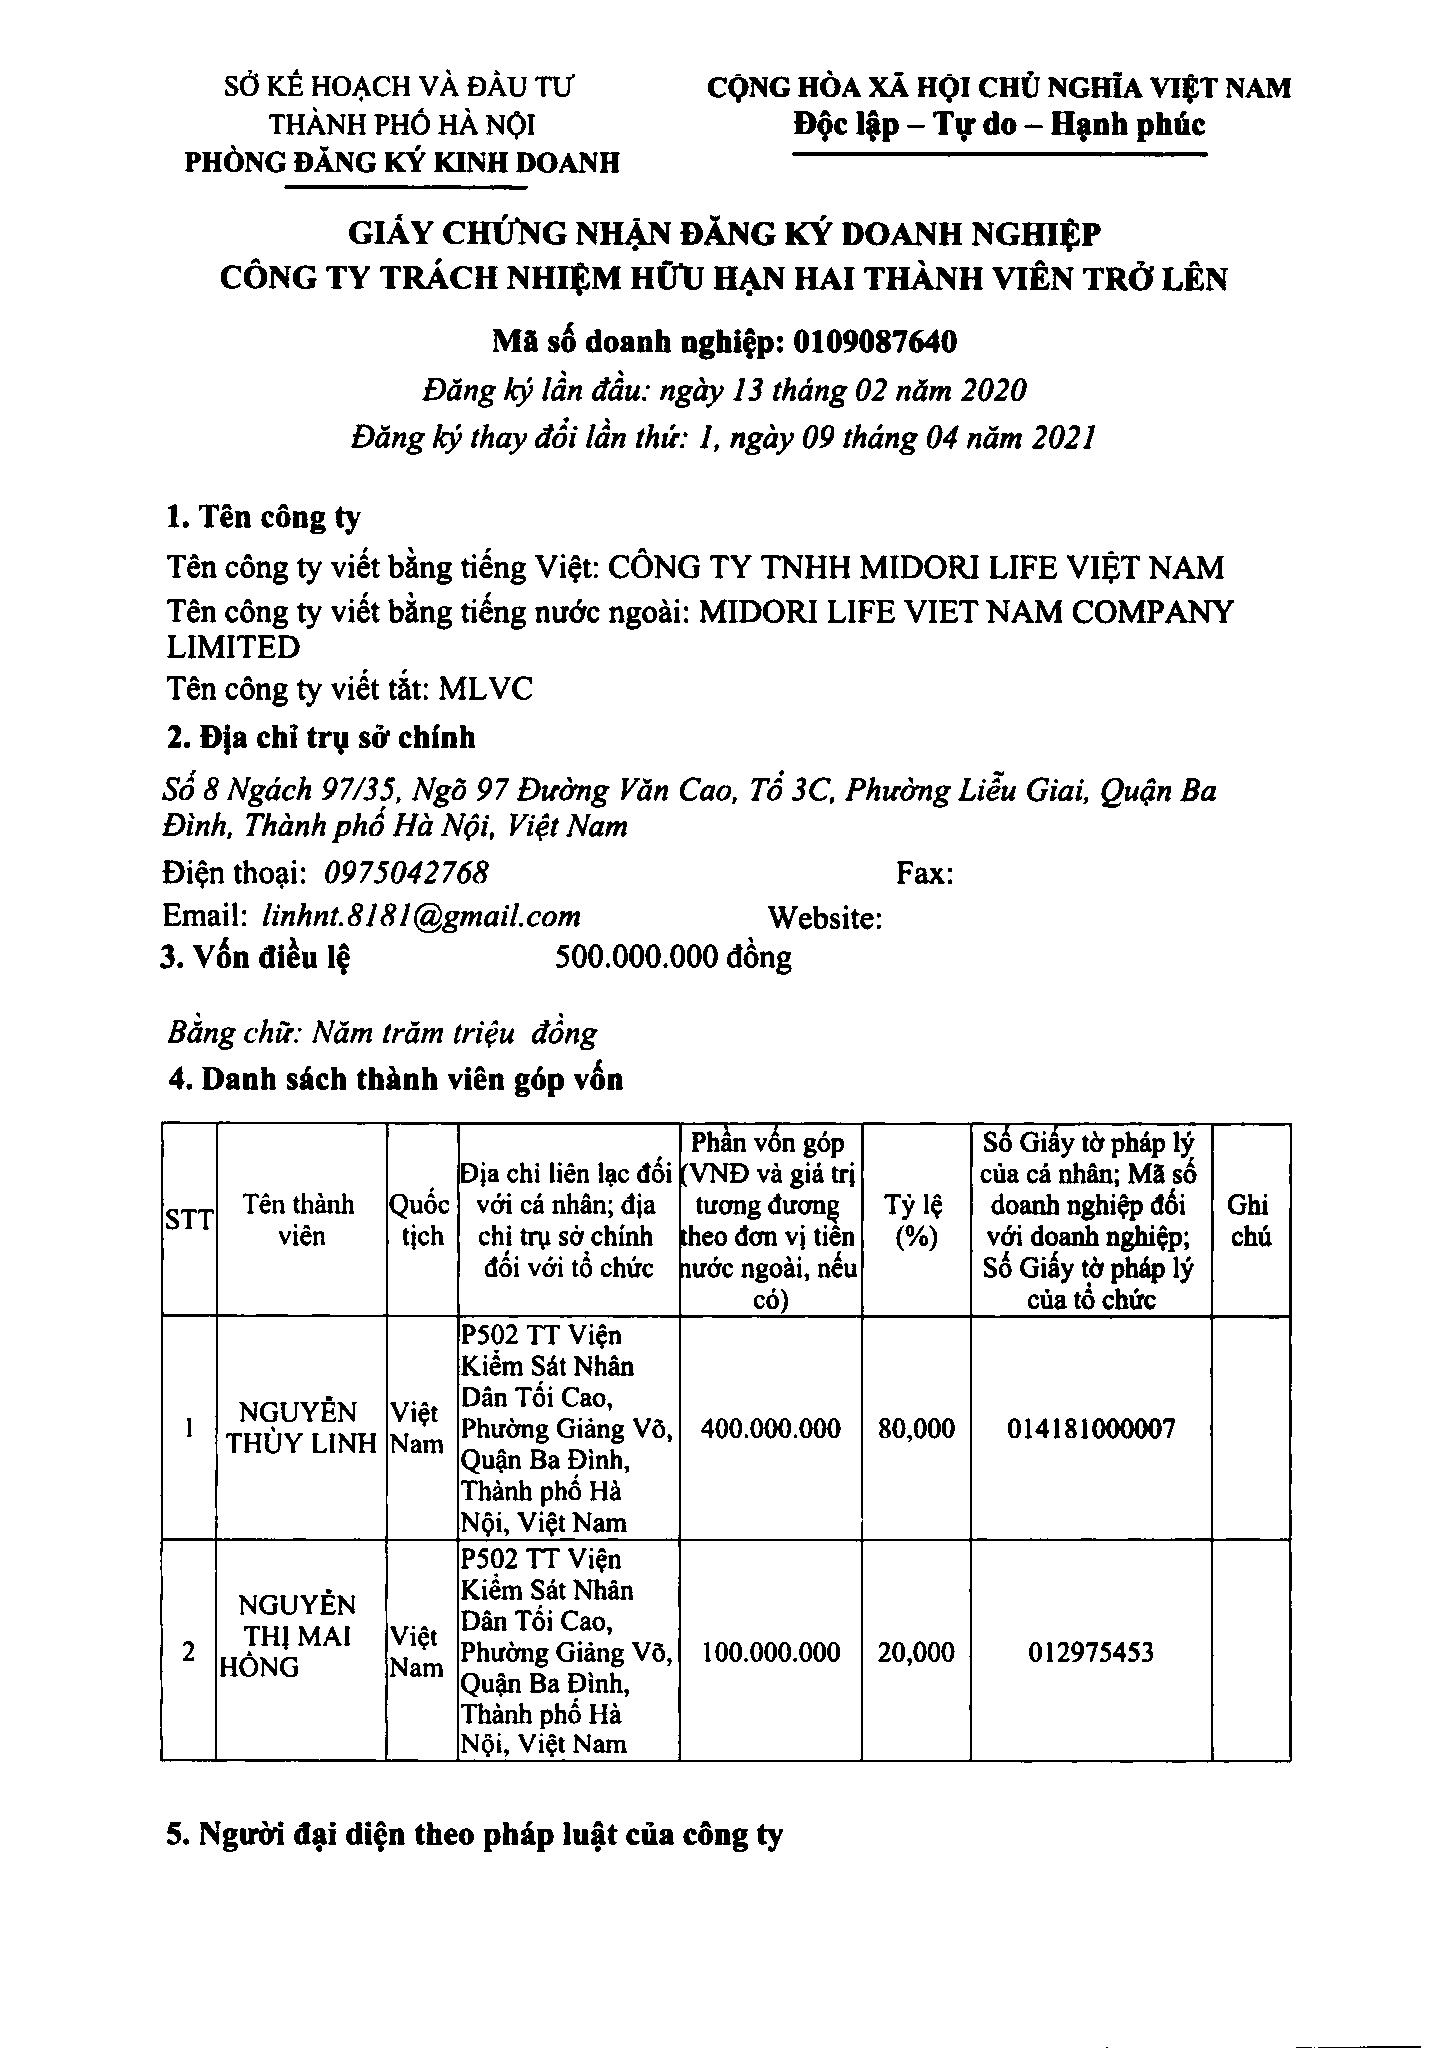 SỞ KẾ HOẠCH VÀ ĐẦU TƯ
THÀNH PHỐ HÀ NỘI
PHÒNG ĐĂNG KÝ KINH DOANH
CỘNG HÒA XÃ HỘI CHỦ NGHĨA VIỆT NAM
Độc lập – Tự do – Hạnh phúc
GIẤY CHỨNG NHẬN ĐĂNG KÝ DOANH NGHIỆP
CÔNG TY TRÁCH NHIỆM HỮU HẠN HAI THÀNH VIÊN TRỞ LÊN
Mã số doanh nghiệp: 0109087640
Đăng ký lần đầu: ngày 13 tháng 02 năm 2020
Đăng ký thay đổi lần thứ: 1, ngày 09 tháng 04 năm 2021
1. Tên công ty
Tên công ty viết bằng tiếng Việt: CÔNG TY TNHH MIDORI LIFE VIỆT NAM
Tên công ty viết bằng tiếng nước ngoài: MIDORI LIFE VIET NAM COMPANY
LIMITED
Tên công ty viết tắt: MLVC
2. Địa chỉ trụ sở chính
Số 8 Ngách 97/35, Ngõ 97 Đường Văn Cao, Tổ 3C, Phường Liễu Giai, Quận Ba
Đình, Thành phố Hà Nội, Việt Nam
Điện thoại: 0975042768 Fax:
Email: linhnt.8181@gmail.com Website:
3. Vốn điều lệ 500.000.000 đồng
Bằng chữ: Năm trăm triệu đồng
4. Danh sách thành viên góp vốn
STT
Tên thành
viên
Quốc
tịch
Địa chỉ liên lạc đối
với cá nhân; địa
chỉ trụ sở chính
đối với tổ chức
Phần vốn góp
(VNĐ và giá trị
tương đương
theo đơn vị tiền
nước ngoài, nếu
có)
Tỷ lệ
(%)
Số Giấy tờ pháp lý
của cá nhân; Mã số
doanh nghiệp đối
với doanh nghiệp;
Số Giấy tờ pháp lý
của tổ chức
Ghi
chú
1
NGUYỄN
THÙY LINH
Việt
Nam
P502 TT Viện
Kiểm Sát Nhân
Dân Tối Cao,
Phường Giảng Võ,
Quận Ba Đình,
Thành phố Hà
Nội, Việt Nam
400.000.000
80,000
014181000007
2
NGUYỄN
THỊ MAI
HỒNG
Việt
Nam
P502 TT Viện
Kiểm Sát Nhân
Dân Tối Cao,
Phường Giảng Võ,
Quận Ba Đình,
Thành phố Hà
Nội, Việt Nam
100.000.000
20,000
012975453
5. Người đại diện theo pháp luật của công ty